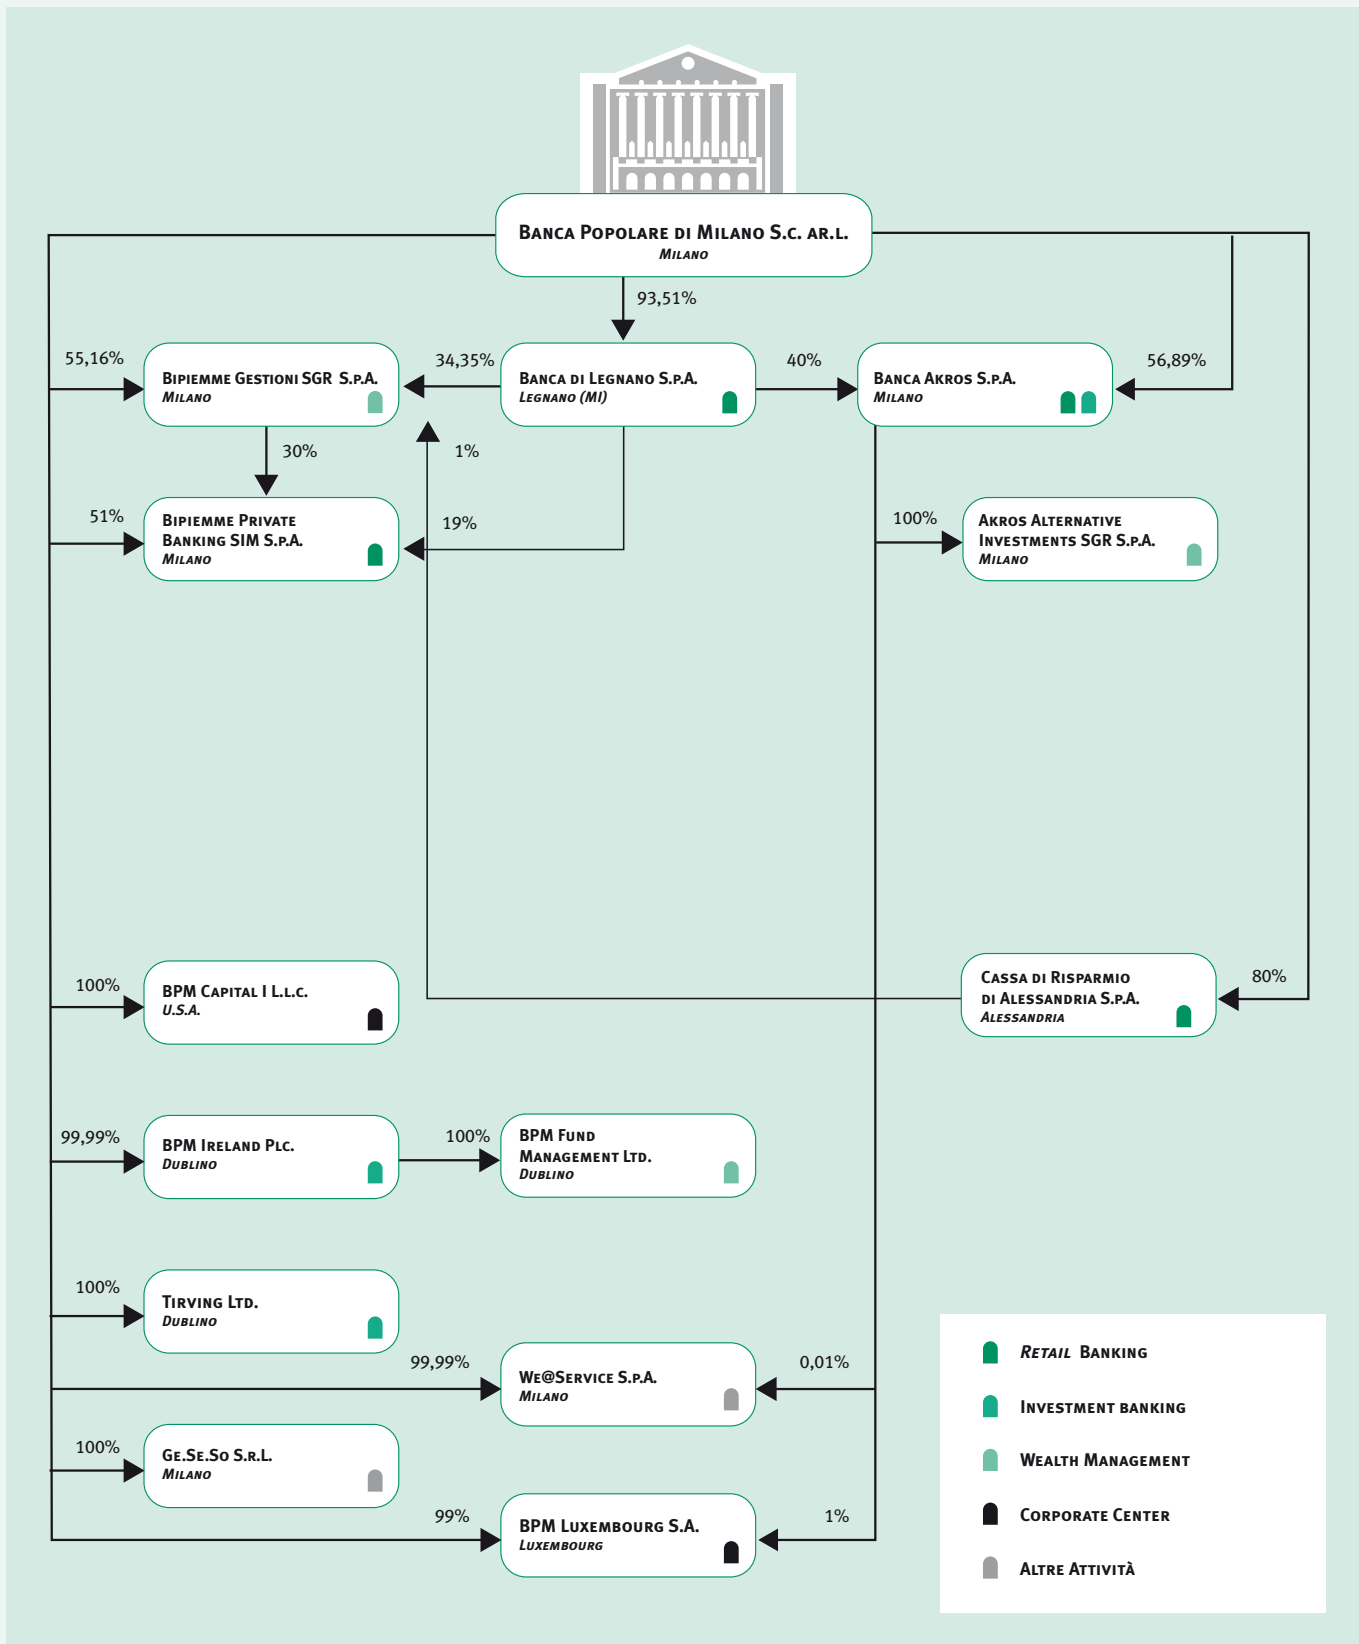 Banca Popolare di Milano S.c. ar.l.
Milano
93,51%
55,16%
Bipiemme Gestioni SGR S.p.A.
Milano
34,35%
Banca di Legnano S.p.A.
Legnano (MI)
40%
Banca Akros S.p.A.
Milano
56,89%
30%
1%
51%
Bipiemme Private
Banking SIM S.p.A.
Milano
19%
100%
Akros Alternative
Investments SGR S.p.A.
Milano
100%
BPM Capital I L.l.c.
U.S.A.
Cassa di Risparmio
di Alessandria S.p.A.
Alessandria
80%
99,99%
BPM Ireland Plc.
Dublino
100%
BPM Fund
Management Ltd.
Dublino
100%
Tirving Ltd.
Dublino
99,99%
We@Service S.p.A.
Milano
0,01%
100%
Ge.Se.So S.r.l.
Milano
99%
BPM Luxembourg S.A.
Luxembourg
1%
Retail Banking
Investment banking
Wealth Management
Corporate Center
Altre Attività